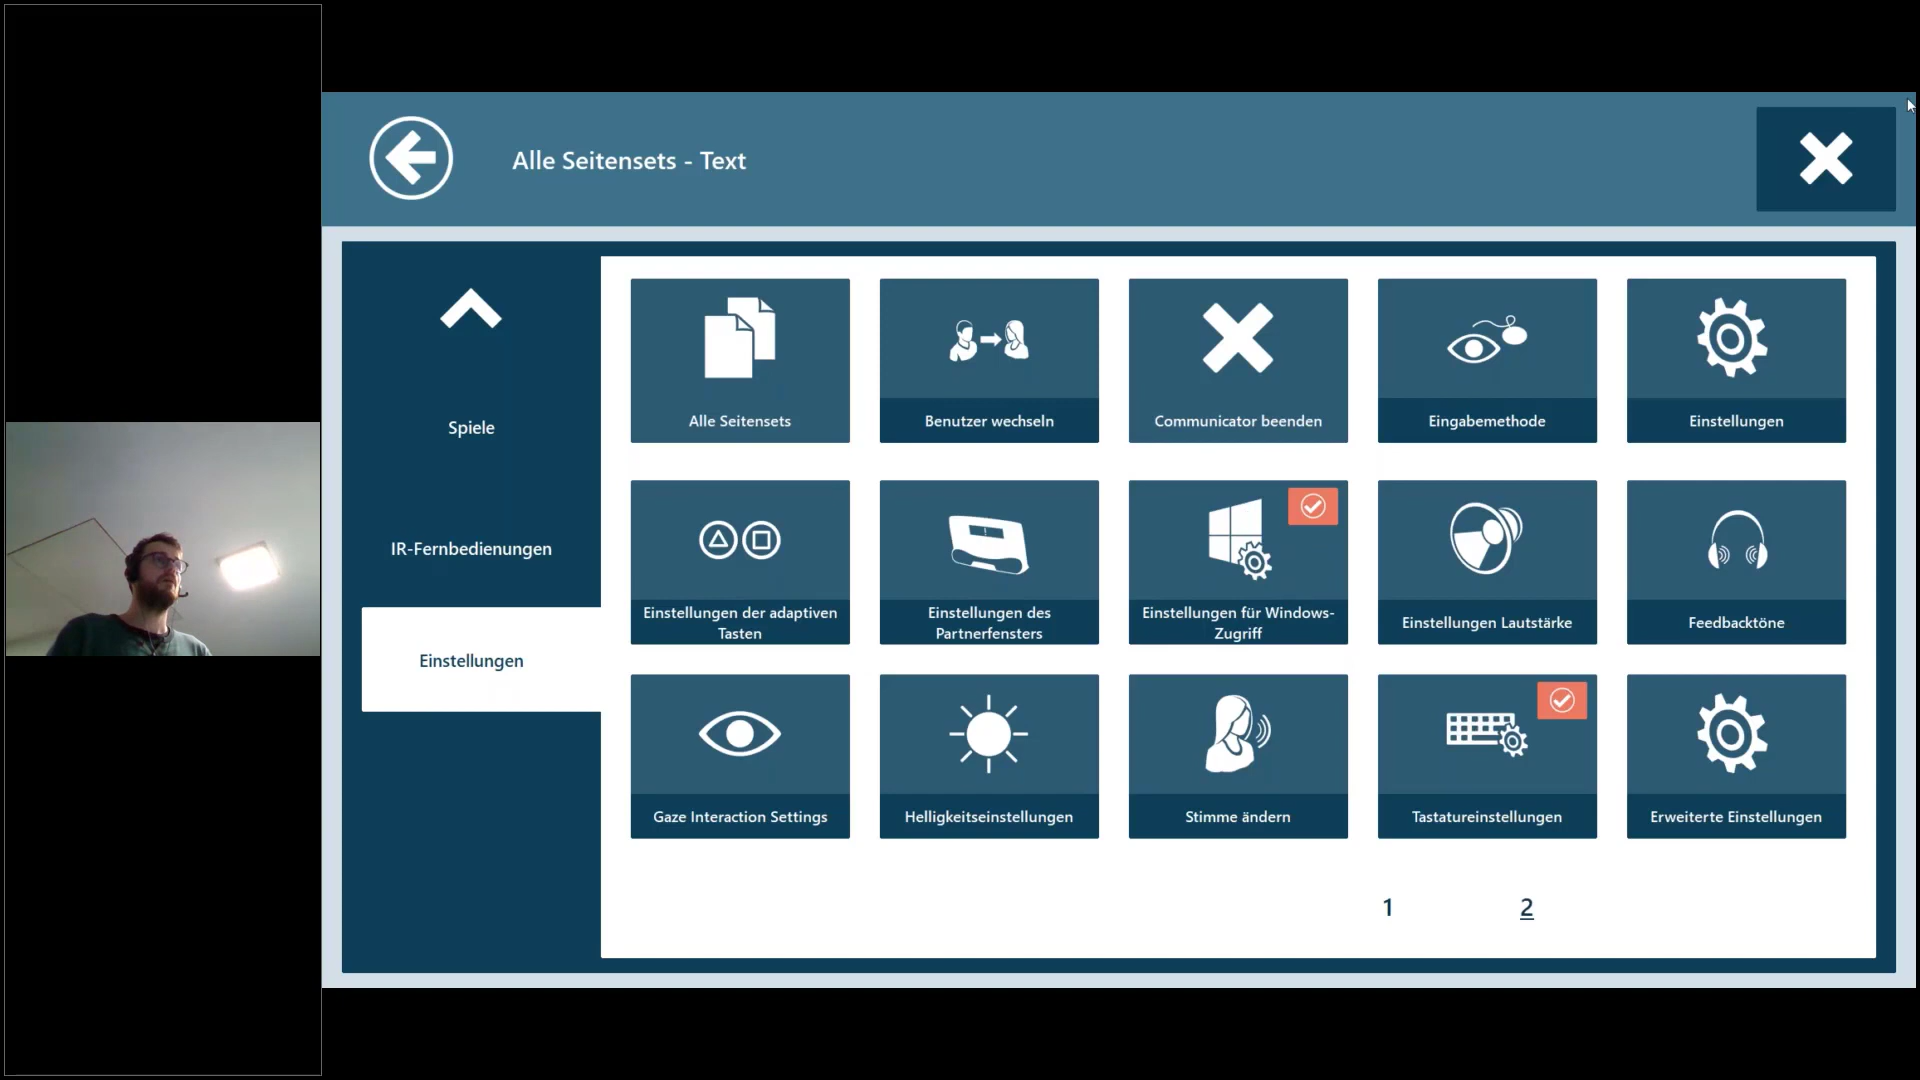 Alle Seitensets - Text
Spiele
IR-Fernbedienungen
Einstellungen
Alle Seitensets
Benutzer wechseln
Communicator beenden
Eingabemethode
Einstellungen
Einstellungen der adaptiven
Tasten
Einstellungen des
Partnerfensters
Einstellungen für Windows-
Zugriff
Einstellungen Lautstärke
Feedbacktöne
Gaze Interaction Settings
Helligkeitseinstellungen
Stimme ändern
Tastatureinstellungen
Erweiterte Einstellungen
1 2